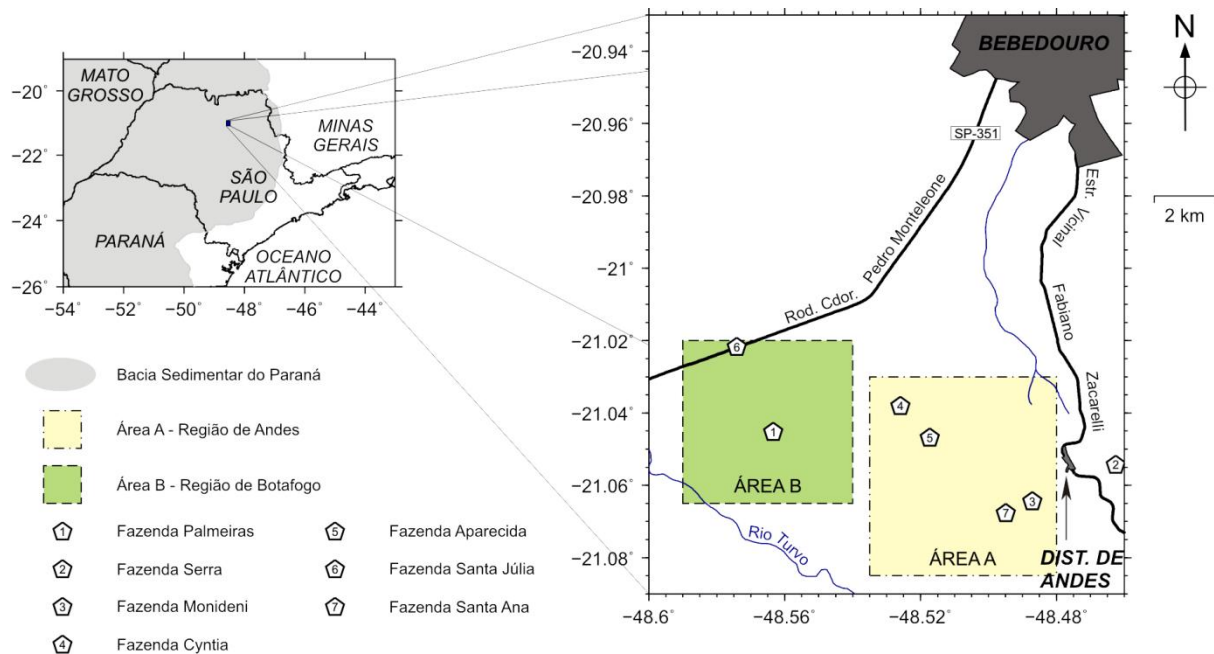 MATO
GROSSO
MINAS
GERAIS
SÃO
PAULO
PARANÁ
OCEANO
ATLÂNTICO
−20˚
−22˚
−24˚
−26˚
−54˚
−52˚
−50˚
−48˚
−46˚
−44˚
Bacia Sedimentar do Paraná
Área A - Região de Andes
Área B - Região de Botafogo
1 Fazenda Palmeiras
2 Fazenda Serra
3 Fazenda Monideni
4 Fazenda Cyntia
5 Fazenda Aparecida
6 Fazenda Santa Júlia
7 Fazenda Santa Ana
−20.94
−20.96
−20.98
−21˚
−21.02
−21.04
−21.06
−21.08
−48.6˚
−48.56˚
−48.52˚
−48.48˚
BEBEDOURO
SP-351
Rod. Cdor. Pedro Monteleone
Estr. Vicinal Fabiano Zacarelli
6
1
ÁREA B
4
5
2
3
7
ÁREA A
Rio Turvo
DIST. DE
ANDES
N
2 km